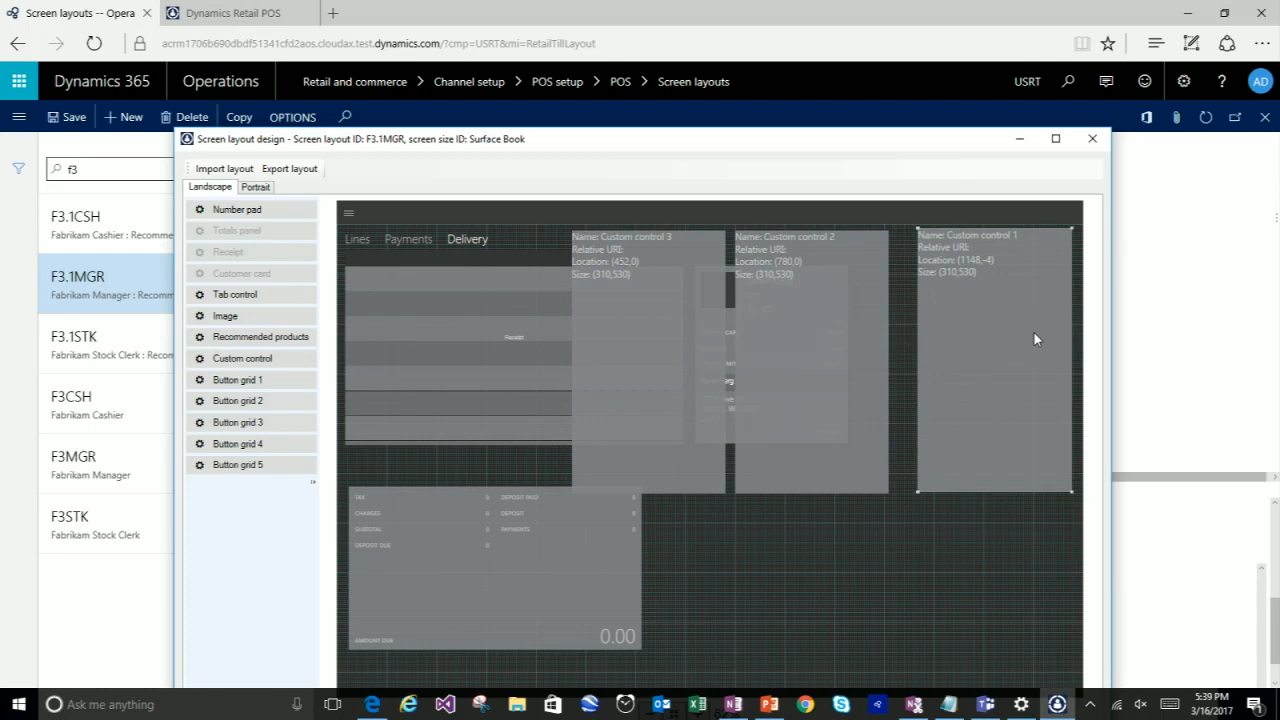 Screen layouts -- Opera
Dynamics Retail POS
acrm1706b690dbdf51341cfd2aos.cloudax.test.dynamics.com/?cmp=USRT&mi=RetailTillLayout
Dynamics 365
Operations
Retail and commerce > Channel setup > POS setup > POS > Screen layouts
USRT
AD
Save
New
Delete
Copy
OPTIONS
Screen layout design - Screen layout ID: F3.1MGR, screen size ID: Surface Book
f3
Import layout
Export layout
Landscape
Portrait
F3.1CSH
Fabrikam Cashier : Recomme
F3.1MGR
Fabrikam Manager : Recomm
F3.1STK
Fabrikam Stock Clerk : Recom
F3CSH
Fabrikam Cashier
F3MGR
Fabrikam Manager
F3STK
Fabrikam Stock Clerk
Number pad
Totals panel
Receipt
Customer card
Tab control
Image
Recommended products
Custom control
Button grid 1
Button grid 2
Button grid 3
Button grid 4
Button grid 5
Lines
Payments
Delivery
Receipt
Name: Custom control 3
Relative URI:
Location: (452,0)
Size: (310,530)
Name: Custom control 2
Relative URI:
Location: (780,0)
Size: (310,530)
Name: Custom control 1
Relative URI:
Location: (1148,-4)
Size: (310,530)
TAX 0 DEPOSIT PAID 0
CHARGES 0 DEPOSIT 0
SUBTOTAL 0 PAYMENTS 0
DEPOSIT DUE 0
AMOUNT DUE 0.00
Ask me anything
5:39 PM
3/16/2017